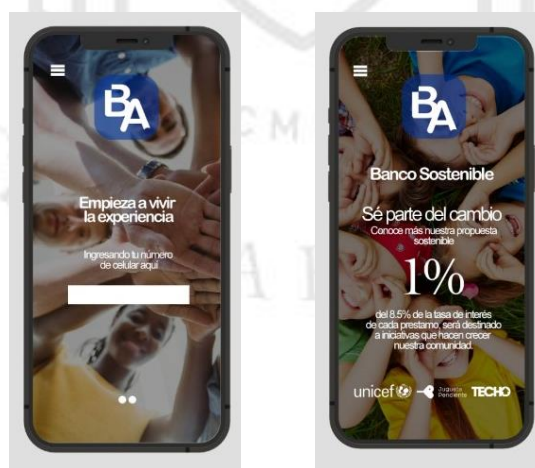 BA
Empieza a vivir
la experiencia
Ingresando tu número
de celular aquí
BA
Banco Sostenible
Sé parte del cambio
Conoce más nuestra propuesta
sostenible
1%
del 8.5% de la tasa de interés
de cada prestamo, será destinado
a iniciativas que hacen crecer
nuestra comunidad.
unicef Juguete Pendiente TECHO